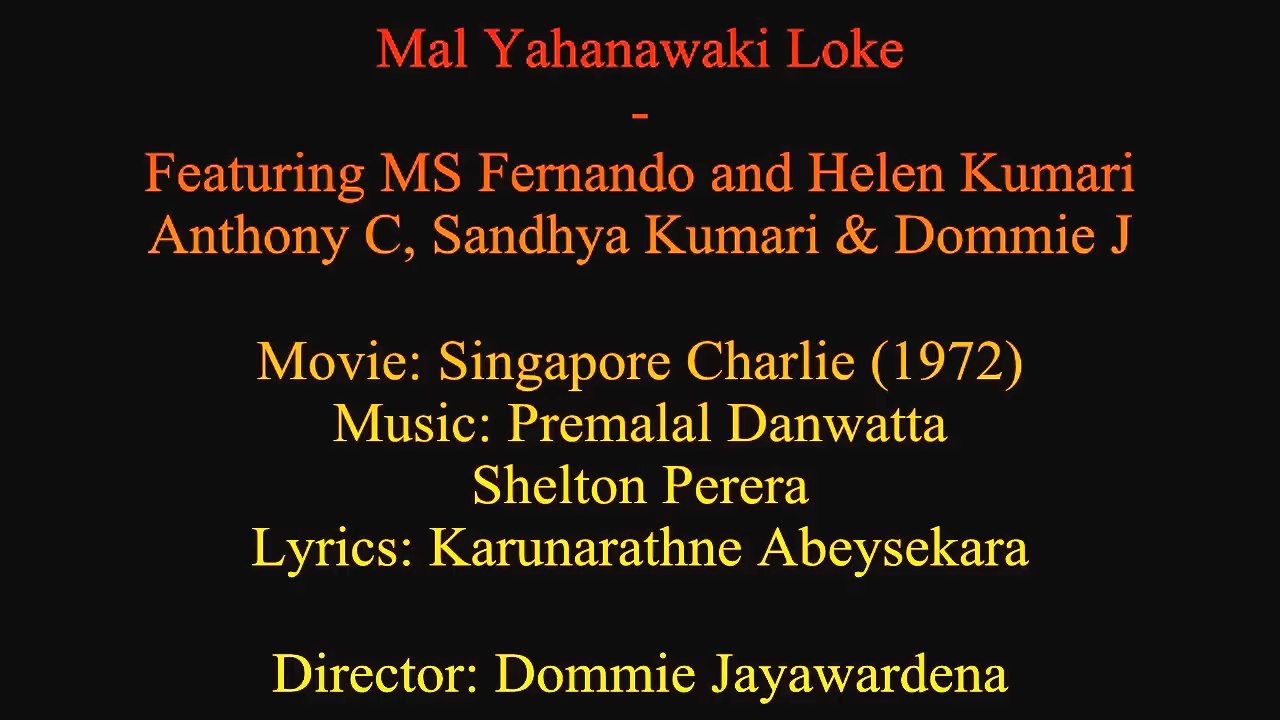 Mal Yahanawaki Loke
-
Featuring MS Fernando and Helen Kumari
Anthony C, Sandhya Kumari & Dommie J
Movie: Singapore Charlie (1972)
Music: Premalal Danwatta
Shelton Perera
Lyrics: Karunarathne Abeysekara
Director: Dommie Jayawardena